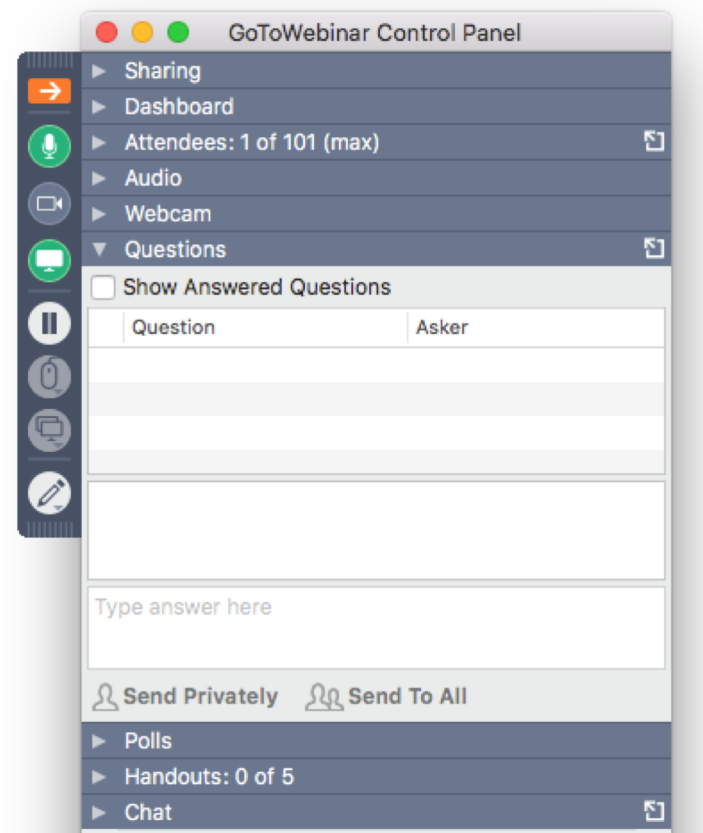 GoToWebinar Control Panel
Sharing
Dashboard
Attendees: 1 of 101 (max)
Audio
Webcam
Questions
Show Answered Questions
Question Asker
Type answer here
Send Privately Send To All
Polls
Handouts: 0 of 5
Chat